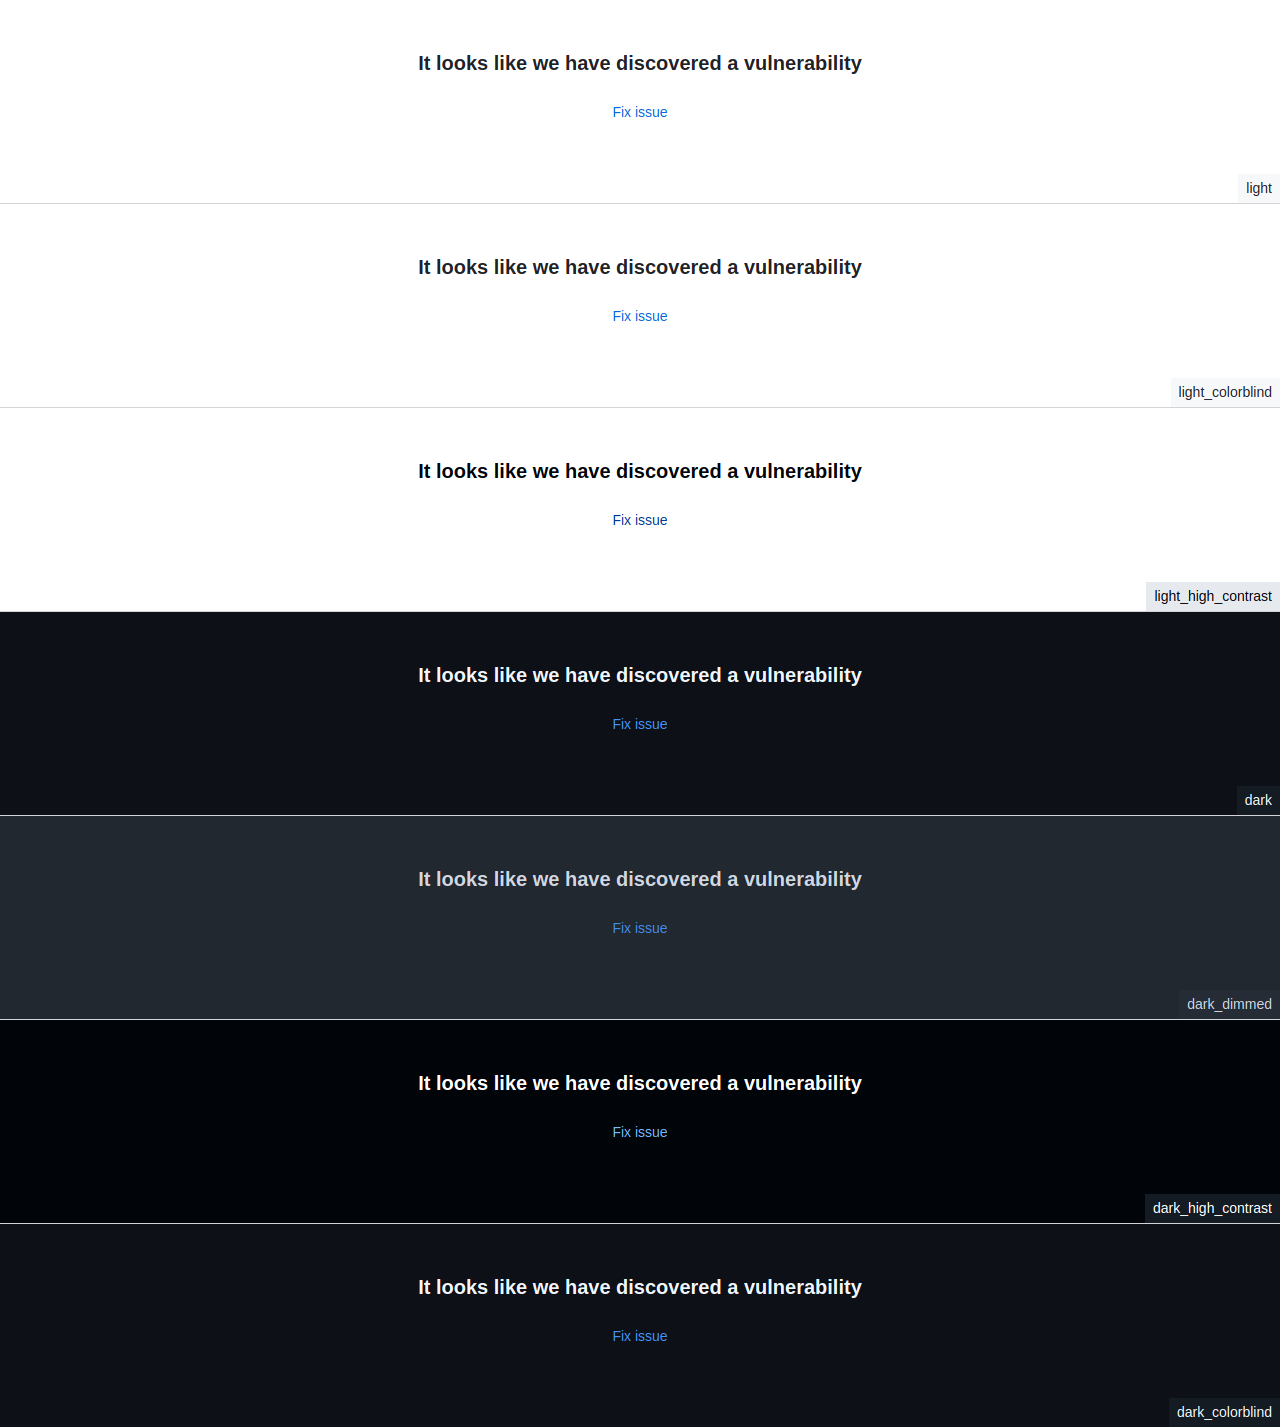 It looks like we have discovered a vulnerability
Fix issue
light
It looks like we have discovered a vulnerability
Fix issue
light_colorblind
It looks like we have discovered a vulnerability
Fix issue
light_high_contrast
It looks like we have discovered a vulnerability
Fix issue
dark
It looks like we have discovered a vulnerability
Fix issue
dark_dimmed
It looks like we have discovered a vulnerability
Fix issue
dark_high_contrast
It looks like we have discovered a vulnerability
Fix issue
dark_colorblind